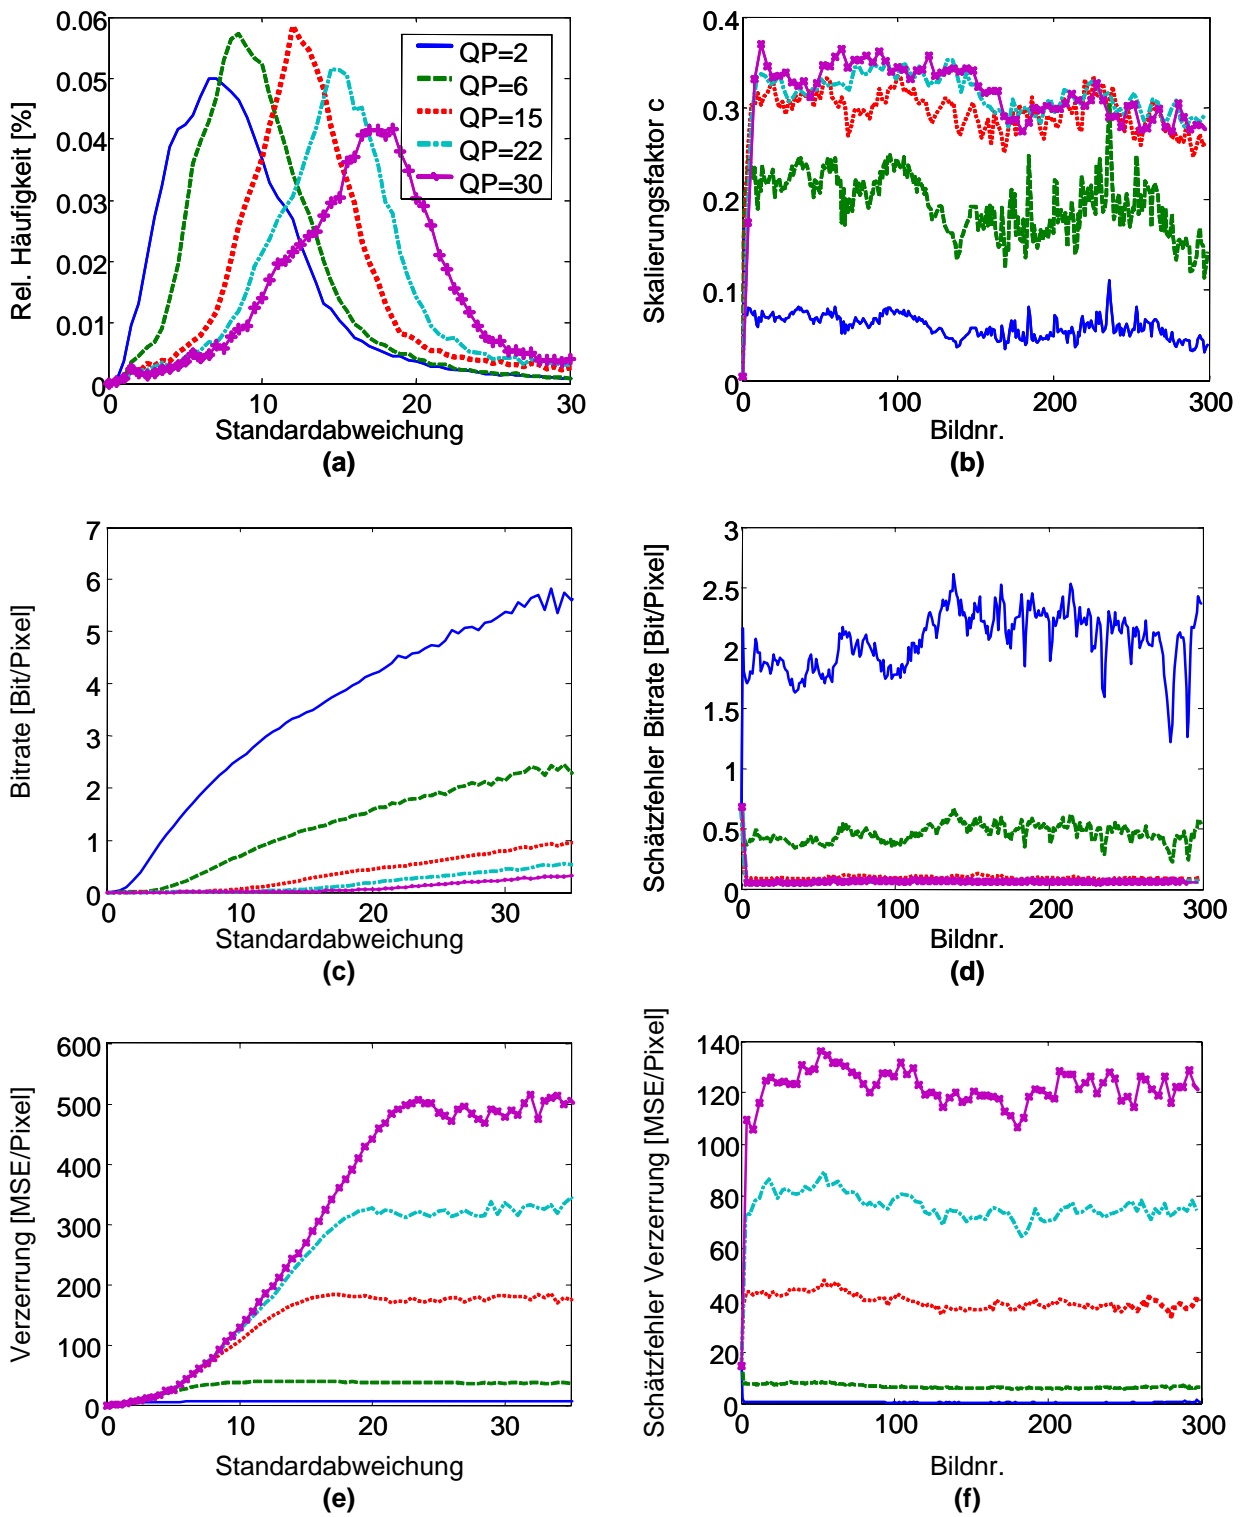 Rel. Häufigkeit [%]
0.06
0.05
0.04
0.03
0.02
0.01
0
0
10
20
30
QP=2
QP=6
QP=15
QP=22
QP=30
Standardabweichung
(a)
Skalierungsfaktor c
0.4
0.3
0.2
0.1
0
0
100
200
300
Bildnr.
(b)
Bitrate [Bit/Pixel]
7
6
5
4
3
2
1
0
0
10
20
30
Standardabweichung
(c)
Schätzfehler Bitrate [Bit/Pixel]
3
2.5
2
1.5
1
0.5
0
0
100
200
300
Bildnr.
(d)
Verzerrung [MSE/Pixel]
600
500
400
300
200
100
0
0
10
20
30
Standardabweichung
(e)
Schätzfehler Verzerrung [MSE/Pixel]
140
120
100
80
60
40
20
0
0
100
200
300
Bildnr.
(f)